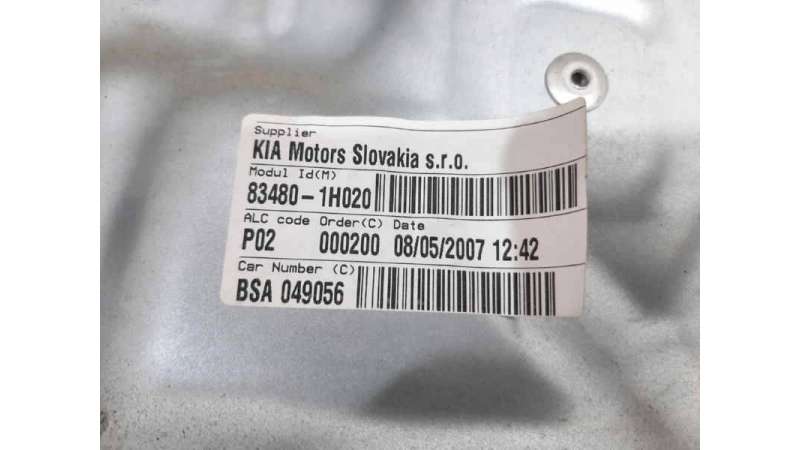 Supplier
KIA Motors Slovakia s.r.o.
Modul Id(M)
83480-1H020
ALC code Order(C) Date
P02 000200 08/05/2007 12:42
Car Number (C)
BSA 049056